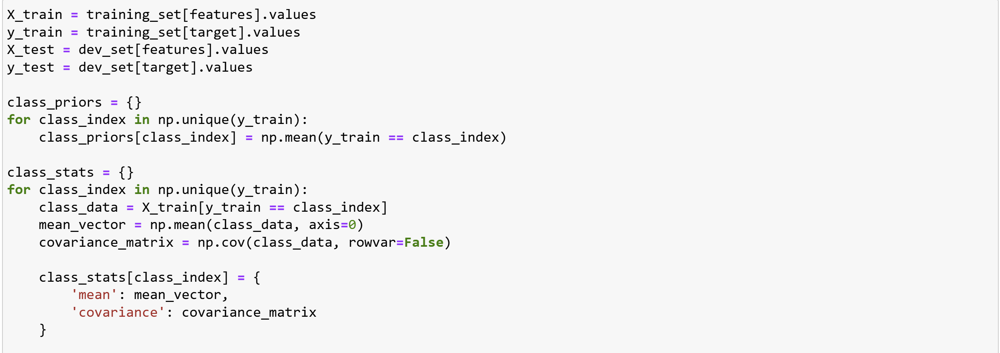 X_train = training_set[features].values
y_train = training_set[target].values
X_test = dev_set[features].values
y_test = dev_set[target].values

class_priors = {}
for class_index in np.unique(y_train):
    class_priors[class_index] = np.mean(y_train == class_index)

class_stats = {}
for class_index in np.unique(y_train):
    class_data = X_train[y_train == class_index]
    mean_vector = np.mean(class_data, axis=0)
    covariance_matrix = np.cov(class_data, rowvar=False)

    class_stats[class_index] = {
        'mean': mean_vector,
        'covariance': covariance_matrix
    }